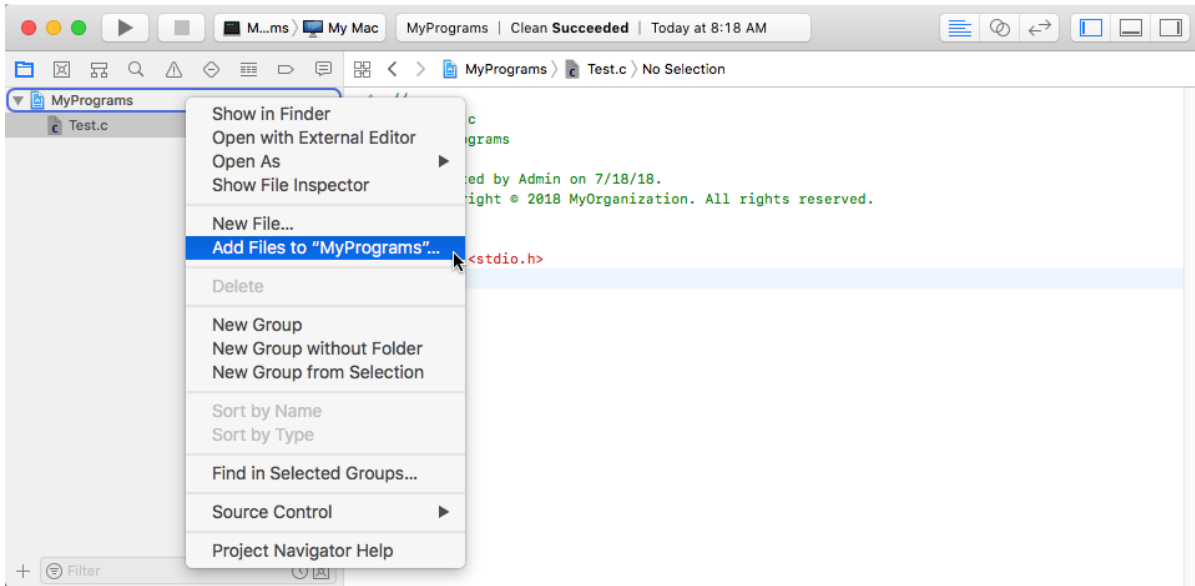 M...ms My Mac MyPrograms | Clean Succeeded | Today at 8:18 AM
MyPrograms Test.c No Selection
MyPrograms
Test.c
Show in Finder
Open with External Editor
Open As
Show File Inspector
New File...
Add Files to “MyPrograms”...
Delete
New Group
New Group without Folder
New Group from Selection
Sort by Name
Sort by Type
Find in Selected Groups...
Source Control
Project Navigator Help
//
c
grams
ed by Admin on 7/18/18.
ight © 2018 MyOrganization. All rights reserved.
<stdio.h>
Filter